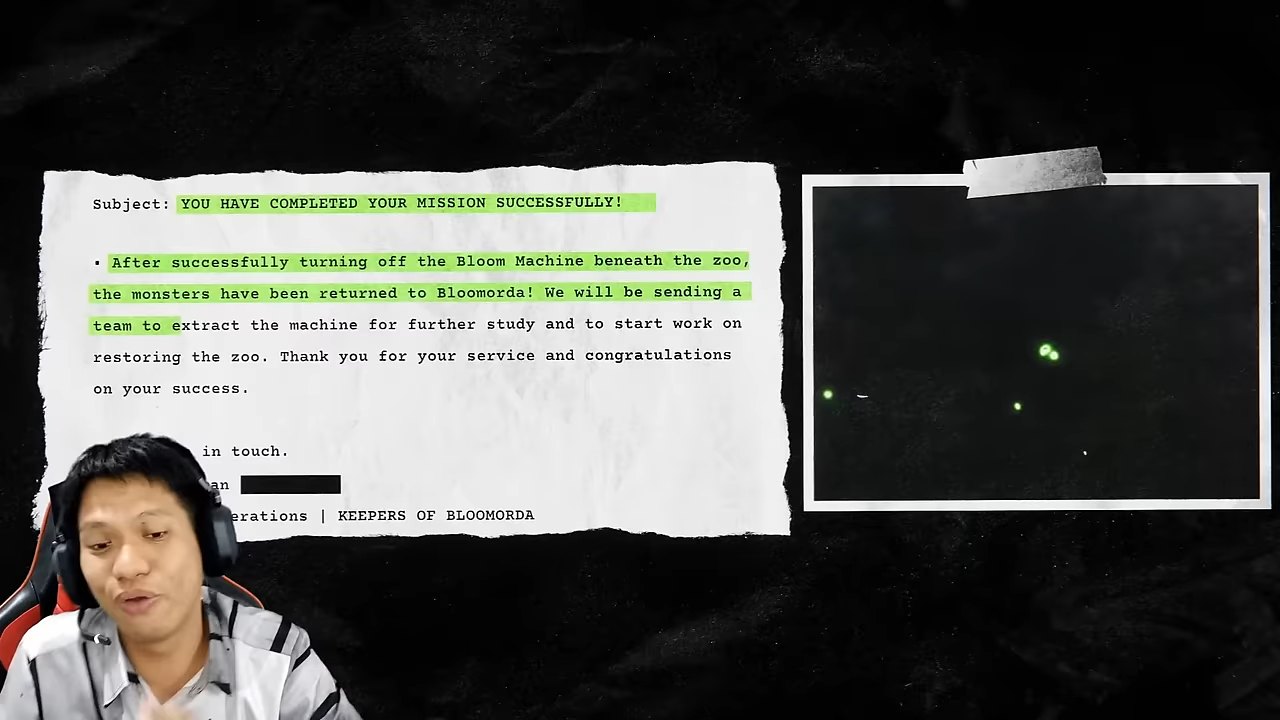 Subject: YOU HAVE COMPLETED YOUR MISSION SUCCESSFULLY!
▪ After successfully turning off the Bloom Machine beneath the zoo,
the monsters have been returned to Bloomorda! We will be sending a
team to extract the machine for further study and to start work on
restoring the zoo. Thank you for your service and congratulations
on your success.
in touch.
erations | KEEPERS OF BLOOMORDA